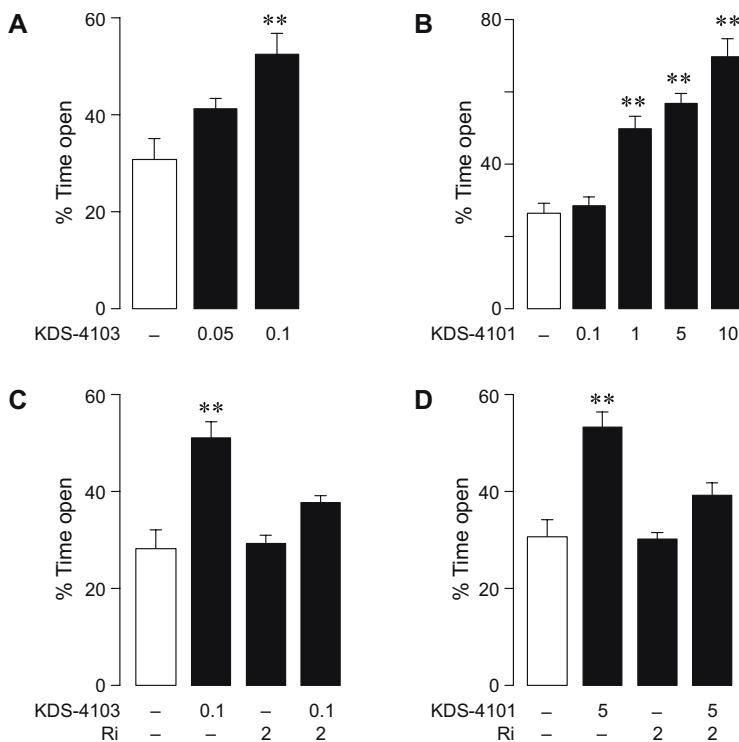 A
60
40
20
0
% Time open
**
KDS-4103 – 0.05 0.1
B
80
40
0
% Time open
** ** **
KDS-4101 – 0.1 1 5 10
C
60
40
20
0
% Time open
**
KDS-4103 – 0.1 – 0.1
Ri – – 2 2
D
60
40
20
0
% Time open
**
KDS-4101 – 5 – 5
Ri – – 2 2